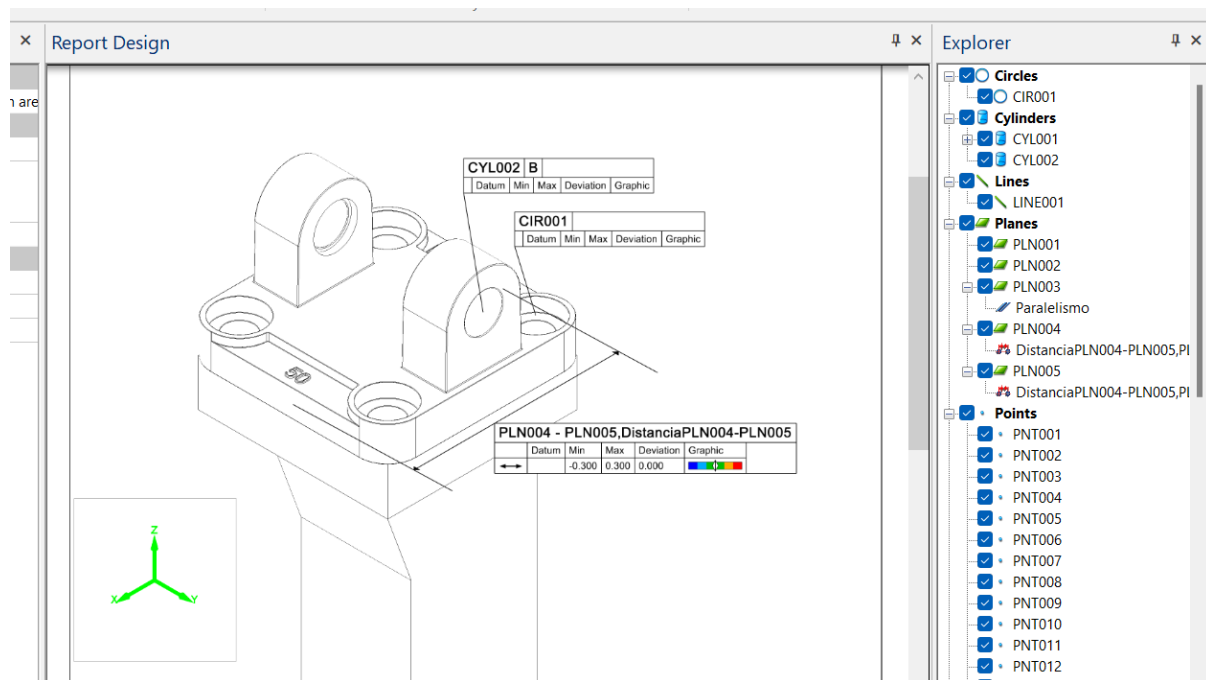 Report Design
Explorer
n are
CYL002 B
Datum Min Max Deviation Graphic
CIR001
Datum Min Max Deviation Graphic
50
PLN004 - PLN005,DistanciaPLN004-PLN005
Datum Min Max Deviation Graphic
-0.300 0.300 0.000
Z
X
Y
Circles
CIR001
Cylinders
CYL001
CYL002
Lines
LINE001
Planes
PLN001
PLN002
PLN003
Paralelismo
PLN004
DistanciaPLN004-PLN005,Pl
PLN005
DistanciaPLN004-PLN005,Pl
Points
PNT001
PNT002
PNT003
PNT004
PNT005
PNT006
PNT007
PNT008
PNT009
PNT010
PNT011
PNT012